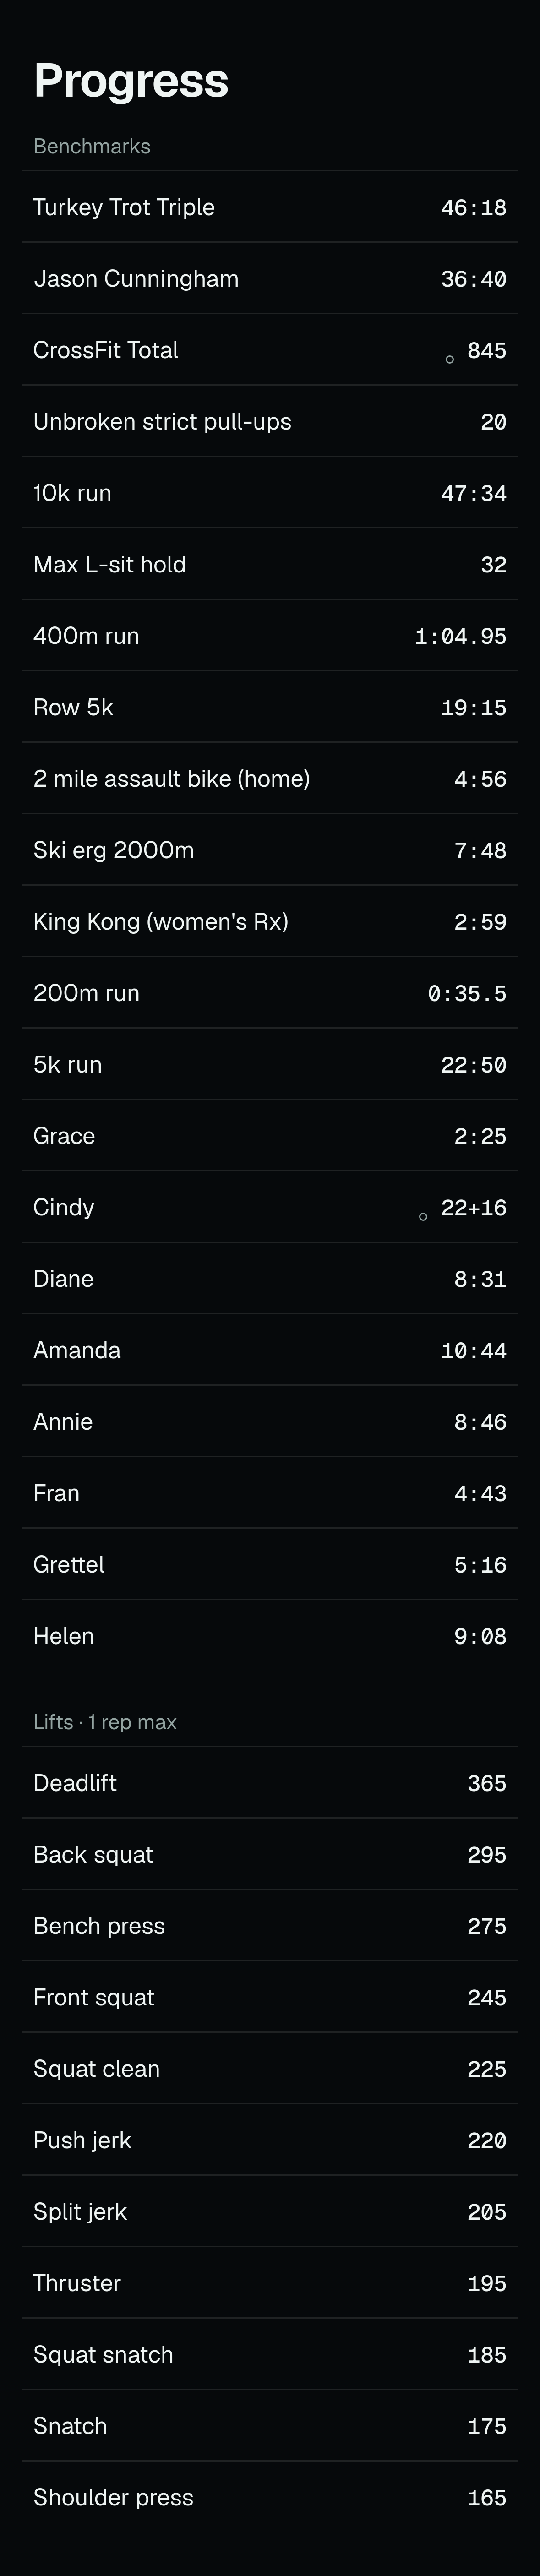 Progress
Benchmarks
Turkey Trot Triple 46:18
Jason Cunningham 36:40
CrossFit Total 845
Unbroken strict pull-ups 20
10k run 47:34
Max L-sit hold 32
400m run 1:04.95
Row 5k 19:15
2 mile assault bike (home) 4:56
Ski erg 2000m 7:48
King Kong (women's Rx) 2:59
200m run 0:35.5
5k run 22:50
Grace 2:25
Cindy 22+16
Diane 8:31
Amanda 10:44
Annie 8:46
Fran 4:43
Grettel 5:16
Helen 9:08
Lifts · 1 rep max
Deadlift 365
Back squat 295
Bench press 275
Front squat 245
Squat clean 225
Push jerk 220
Split jerk 205
Thruster 195
Squat snatch 185
Snatch 175
Shoulder press 165